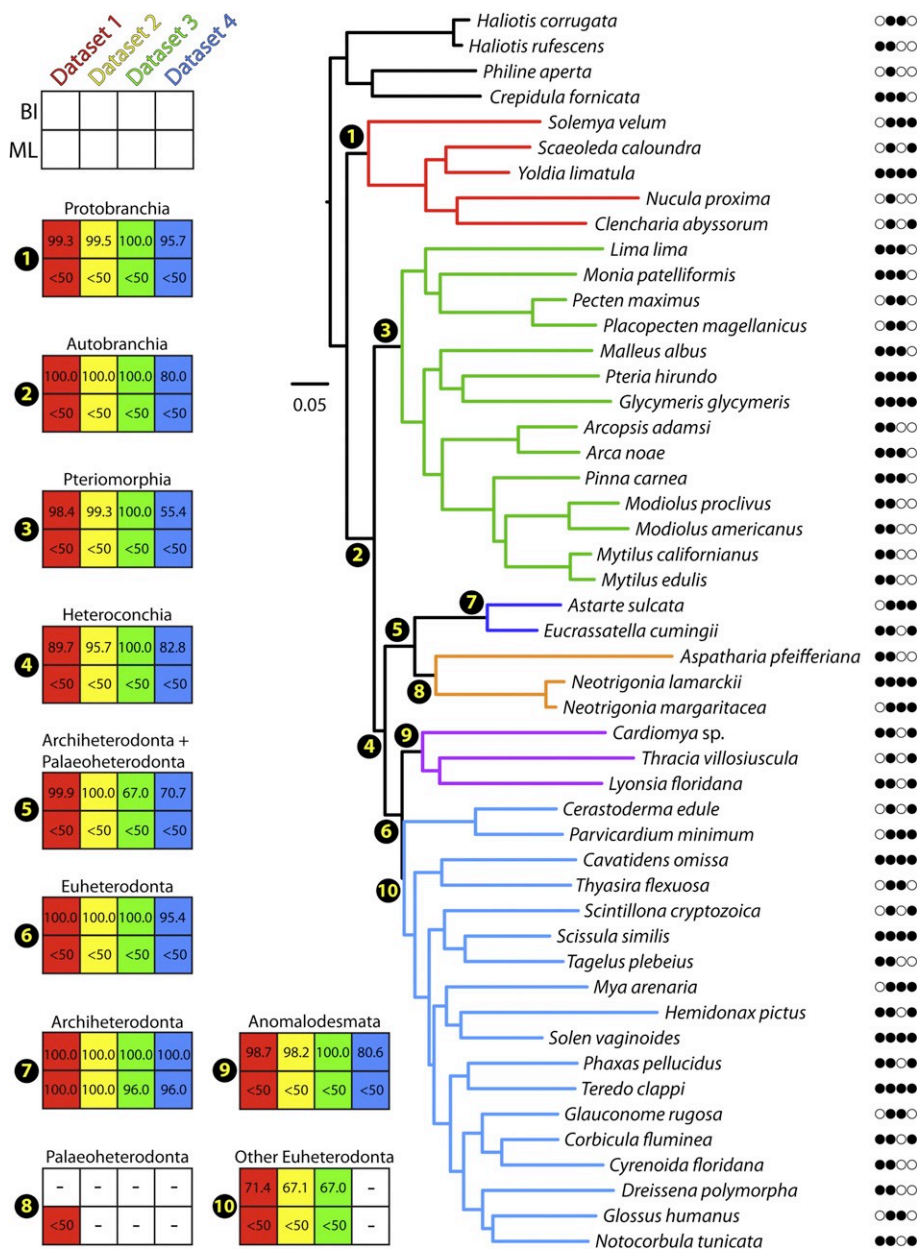 Dataset 1
Dataset 2
Dataset 3
Dataset 4
BI
ML
Protobranchia
1
99.3 99.5 100.0 95.7
<50 <50 <50 <50
Autobranchia
2
100.0 100.0 100.0 80.0
<50 <50 <50 <50
Pteriomorphia
3
98.4 99.3 100.0 55.4
<50 <50 <50 <50
Heteroconchia
4
89.7 95.7 100.0 82.8
<50 <50 <50 <50
Archiheterodonta +
Palaeoheterodonta
5
99.9 100.0 67.0 70.7
<50 <50 <50 <50
Euheterodonta
6
100.0 100.0 100.0 95.4
<50 <50 <50 <50
Archiheterodonta
7
100.0 100.0 100.0 100.0
100.0 100.0 96.0 96.0
Palaeoheterodonta
8
– – – –
<50 – – –
Anomalodesmata
9
98.7 98.2 100.0 80.6
<50 <50 <50 <50
Other Euheterodonta
10
71.4 67.1 67.0 –
<50 <50 <50 –
0.05
1
2
3
4
5
6
7
8
9
10
Haliotis corrugata
Haliotis rufescens
Philine aperta
Crepidula fornicata
Solemya velum
Scaeoleda caloundra
Yoldia limatula
Nucula proxima
Clencharia abyssorum
Lima lima
Monia patelliformis
Pecten maximus
Placopecten magellanicus
Malleus albus
Pteria hirundo
Glycymeris glycymeris
Arcopsis adamsi
Arca noae
Pinna carnea
Modiolus proclivus
Modiolus americanus
Mytilus californianus
Mytilus edulis
Astarte sulcata
Eucrassatella cumingii
Aspatharia pfeifferiana
Neotrigonia lamarckii
Neotrigonia margaritacea
Cardiomya sp.
Thracia villosiuscula
Lyonsia floridana
Cerastoderma edule
Parvicardium minimum
Cavatidens omissa
Thyasira flexuosa
Scintillona cryptozoica
Scissula similis
Tagelus plebeius
Mya arenaria
Hemidonax pictus
Solen vaginoides
Phaxas pellucidus
Teredo clappi
Glauconome rugosa
Corbicula fluminea
Cyrenoida floridana
Dreissena polymorpha
Glossus humanus
Notocorbula tunicata